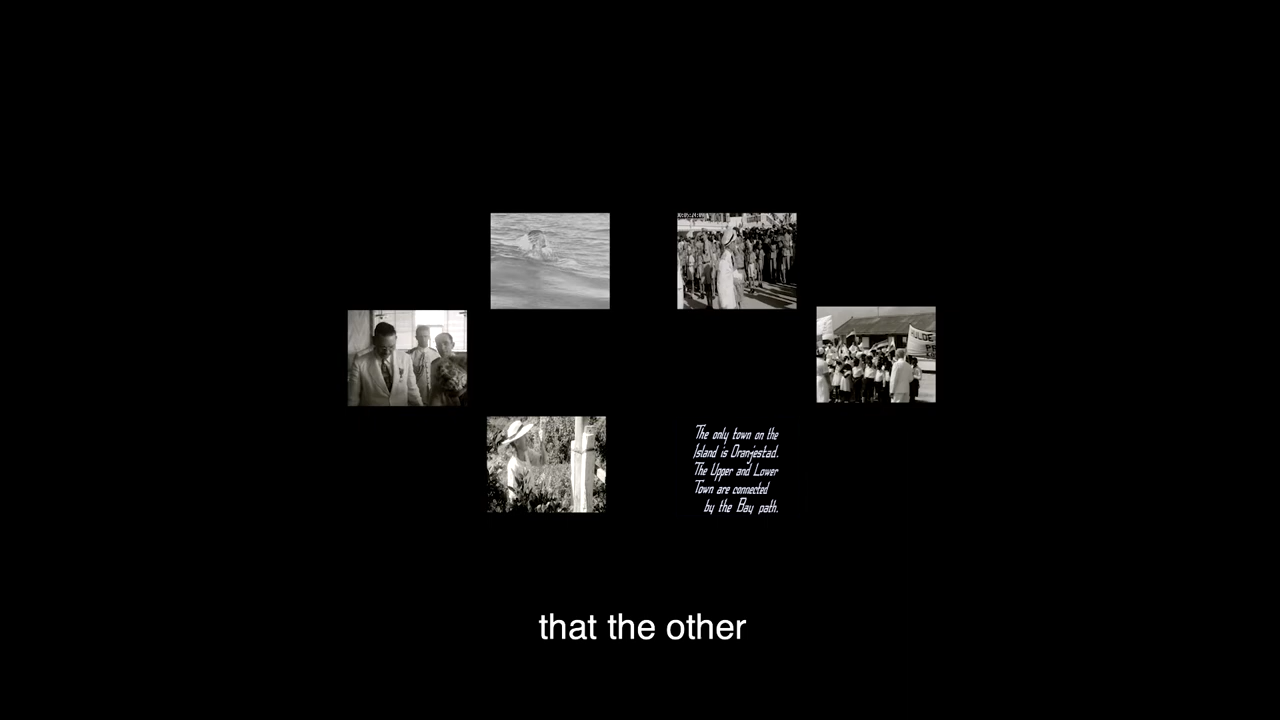 HULDE
The only town on the
Island is Oranjestad.
The Upper and Lower
Town are connected
by the Bay path.
that the other